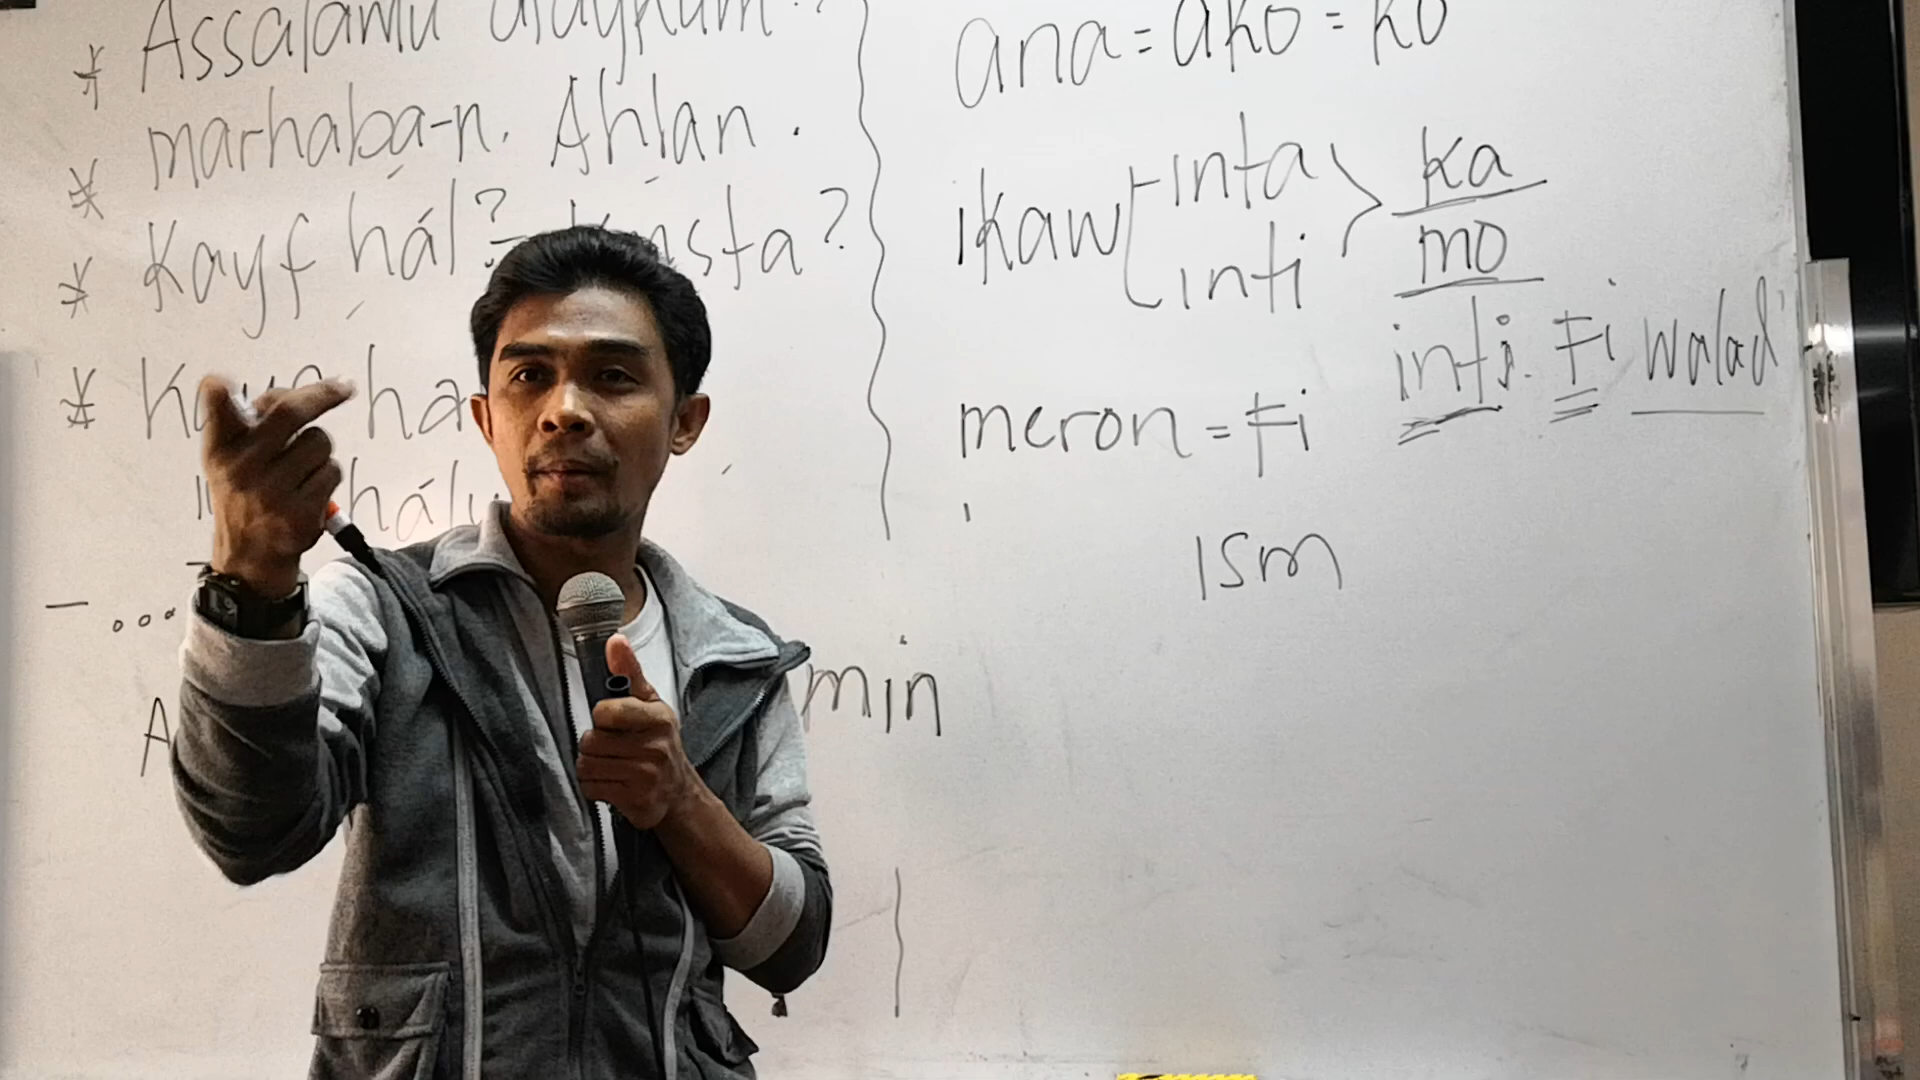 Assalamu alaykum
marhaba-n. Ahlan.
Kayf hál? =
hál
min
ana = ako = ko
ikaw inta inti ka mo
inti. Fi walad
meron = Fi
ism